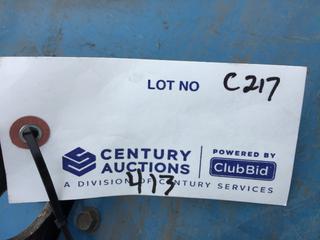 LOT NO C217
CENTURY AUCTIONS POWERED BY ClubBid
A DIVISION OF CENTURY SERVICES
413